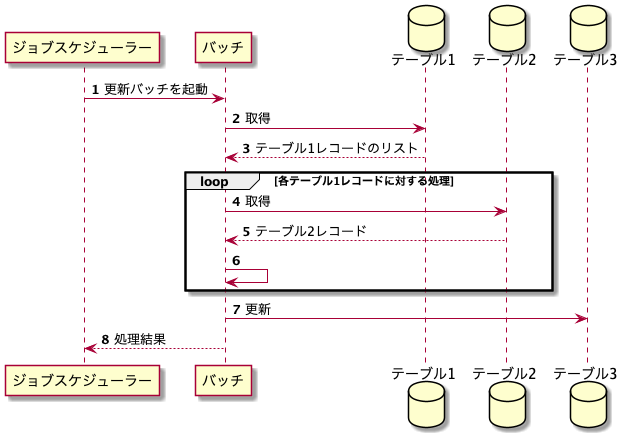 ジョブスケジューラー
バッチ
テーブル1
テーブル2
テーブル3
1 更新バッチを起動
2 取得
3 テーブル1レコードのリスト
loop [各テーブル1レコードに対する処理]
4 取得
5 テーブル2レコード
6
7 更新
8 処理結果
ジョブスケジューラー
バッチ
テーブル1
テーブル2
テーブル3